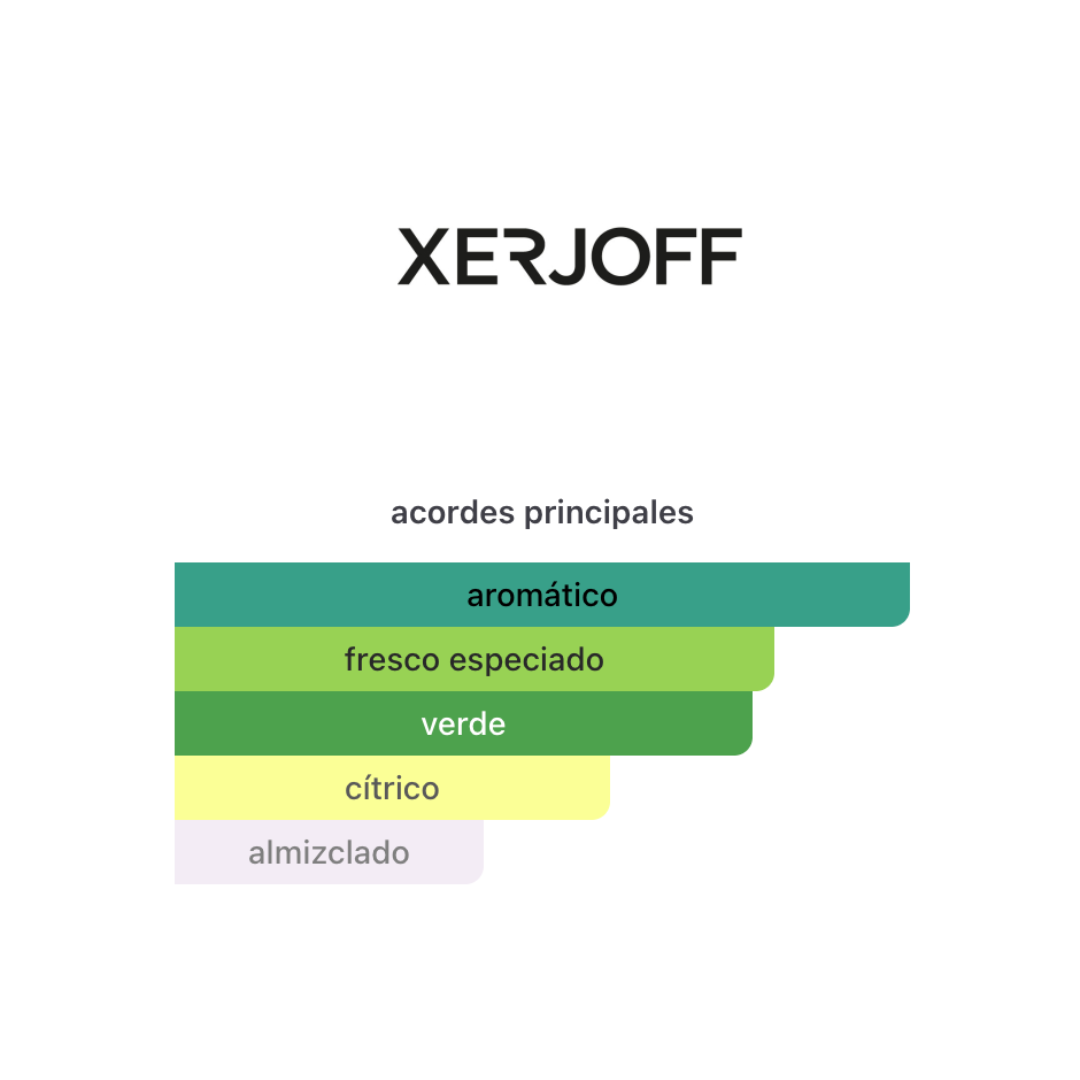 XERJOFF
acordes principales
aromático
fresco especiado
verde
cítrico
almizclado